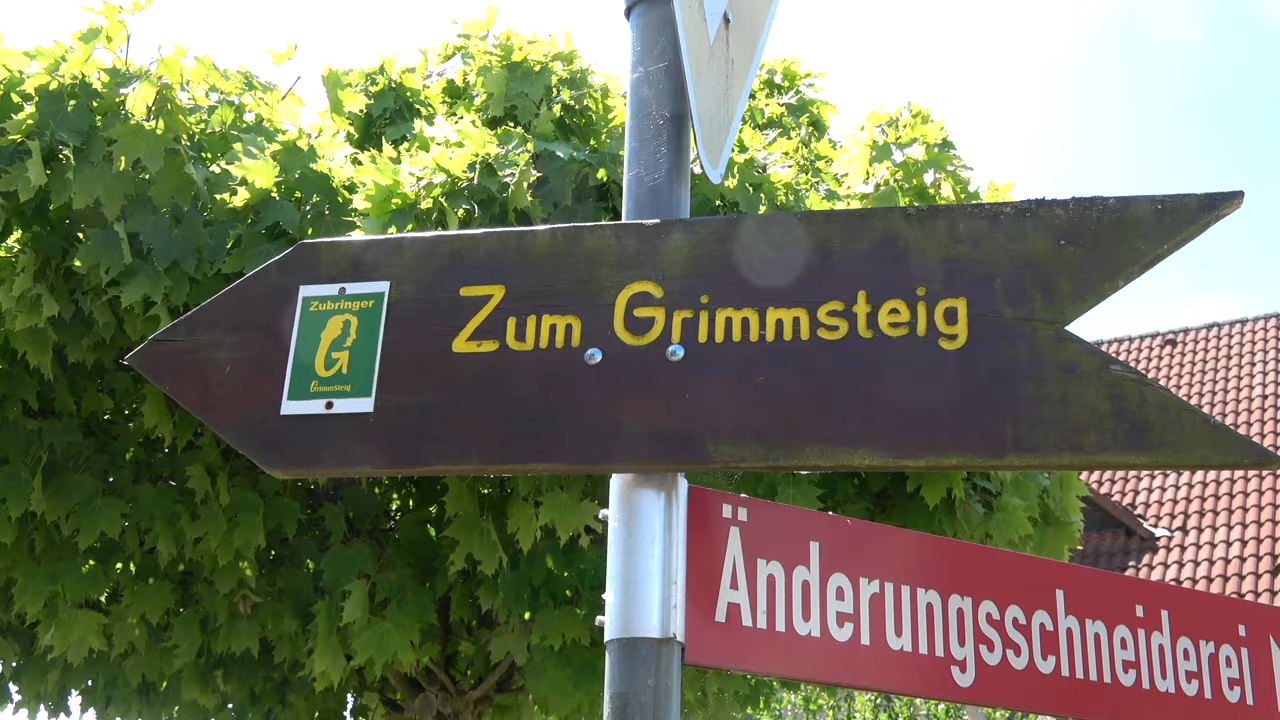 Zubringer
G
Grimmsteig
Zum Grimmsteig
Änderungsschneiderei